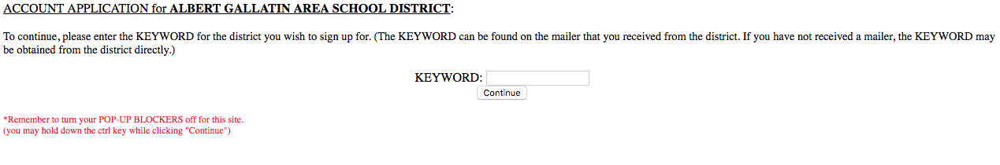 ACCOUNT APPLICATION for ALBERT GALLATIN AREA SCHOOL DISTRICT:
To continue, please enter the KEYWORD for the district you wish to sign up for. (The KEYWORD can be found on the mailer that you received from the district. If you have not received a mailer, the KEYWORD may
be obtained from the district directly.)
KEYWORD:
Continue
*Remember to turn your POP-UP BLOCKERS off for this site.
(you may hold down the ctrl key while clicking "Continue")